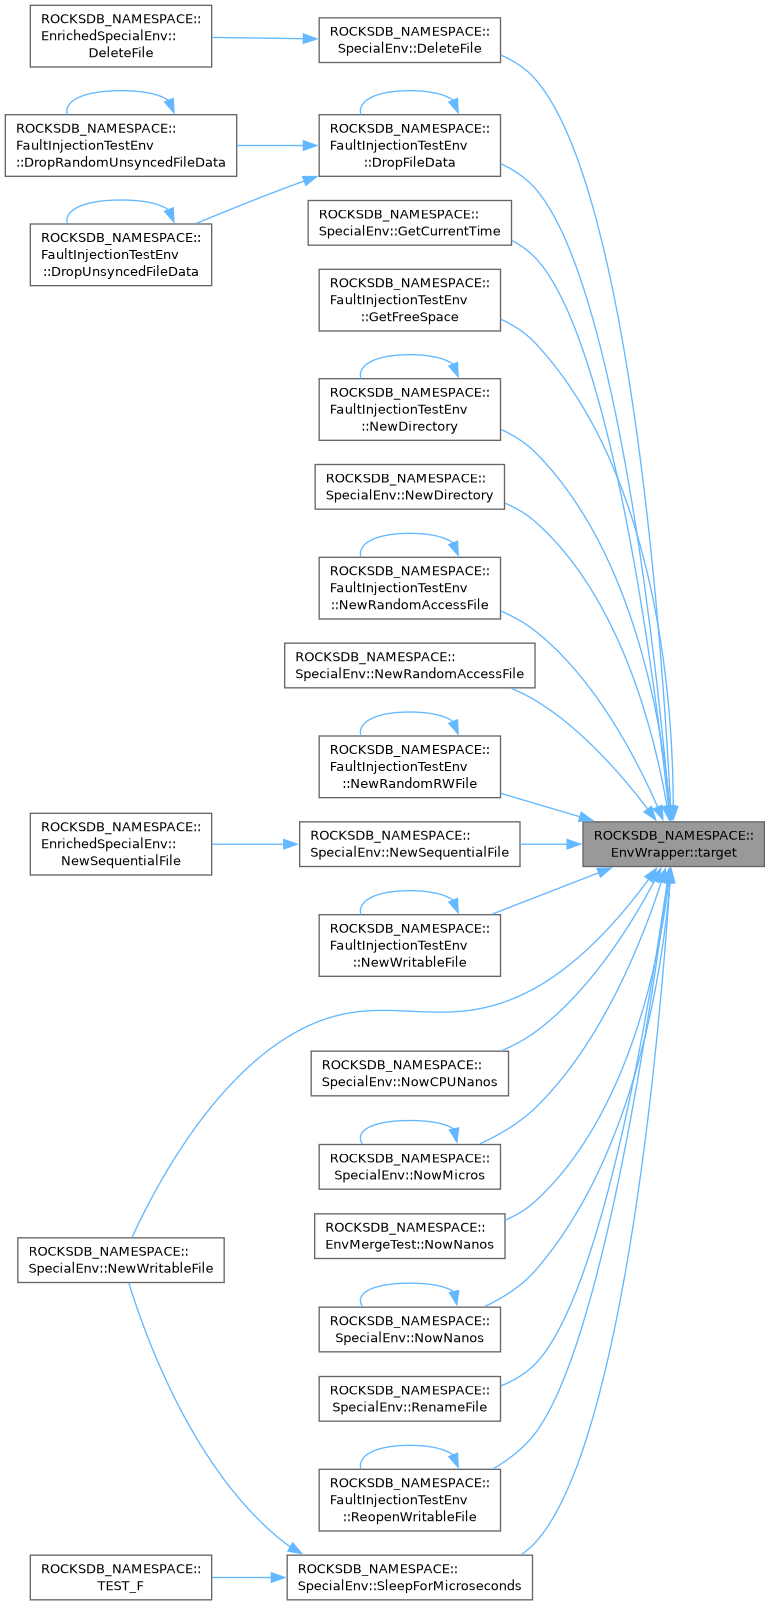 ROCKSDB_NAMESPACE::
EnrichedSpecialEnv::
DeleteFile
ROCKSDB_NAMESPACE::
SpecialEnv::DeleteFile
ROCKSDB_NAMESPACE::
FaultInjectionTestEnv
::DropRandomUnsyncedFileData
ROCKSDB_NAMESPACE::
FaultInjectionTestEnv
::DropFileData
ROCKSDB_NAMESPACE::
FaultInjectionTestEnv
::DropUnsyncedFileData
ROCKSDB_NAMESPACE::
SpecialEnv::GetCurrentTime
ROCKSDB_NAMESPACE::
FaultInjectionTestEnv
::GetFreeSpace
ROCKSDB_NAMESPACE::
FaultInjectionTestEnv
::NewDirectory
ROCKSDB_NAMESPACE::
SpecialEnv::NewDirectory
ROCKSDB_NAMESPACE::
FaultInjectionTestEnv
::NewRandomAccessFile
ROCKSDB_NAMESPACE::
SpecialEnv::NewRandomAccessFile
ROCKSDB_NAMESPACE::
FaultInjectionTestEnv
::NewRandomRWFile
ROCKSDB_NAMESPACE::
EnrichedSpecialEnv::
NewSequentialFile
ROCKSDB_NAMESPACE::
SpecialEnv::NewSequentialFile
ROCKSDB_NAMESPACE::
EnvWrapper::target
ROCKSDB_NAMESPACE::
FaultInjectionTestEnv
::NewWritableFile
ROCKSDB_NAMESPACE::
SpecialEnv::NowCPUNanos
ROCKSDB_NAMESPACE::
SpecialEnv::NowMicros
ROCKSDB_NAMESPACE::
EnvMergeTest::NowNanos
ROCKSDB_NAMESPACE::
SpecialEnv::NewWritableFile
ROCKSDB_NAMESPACE::
SpecialEnv::NowNanos
ROCKSDB_NAMESPACE::
SpecialEnv::RenameFile
ROCKSDB_NAMESPACE::
FaultInjectionTestEnv
::ReopenWritableFile
ROCKSDB_NAMESPACE::
TEST_F
ROCKSDB_NAMESPACE::
SpecialEnv::SleepForMicroseconds